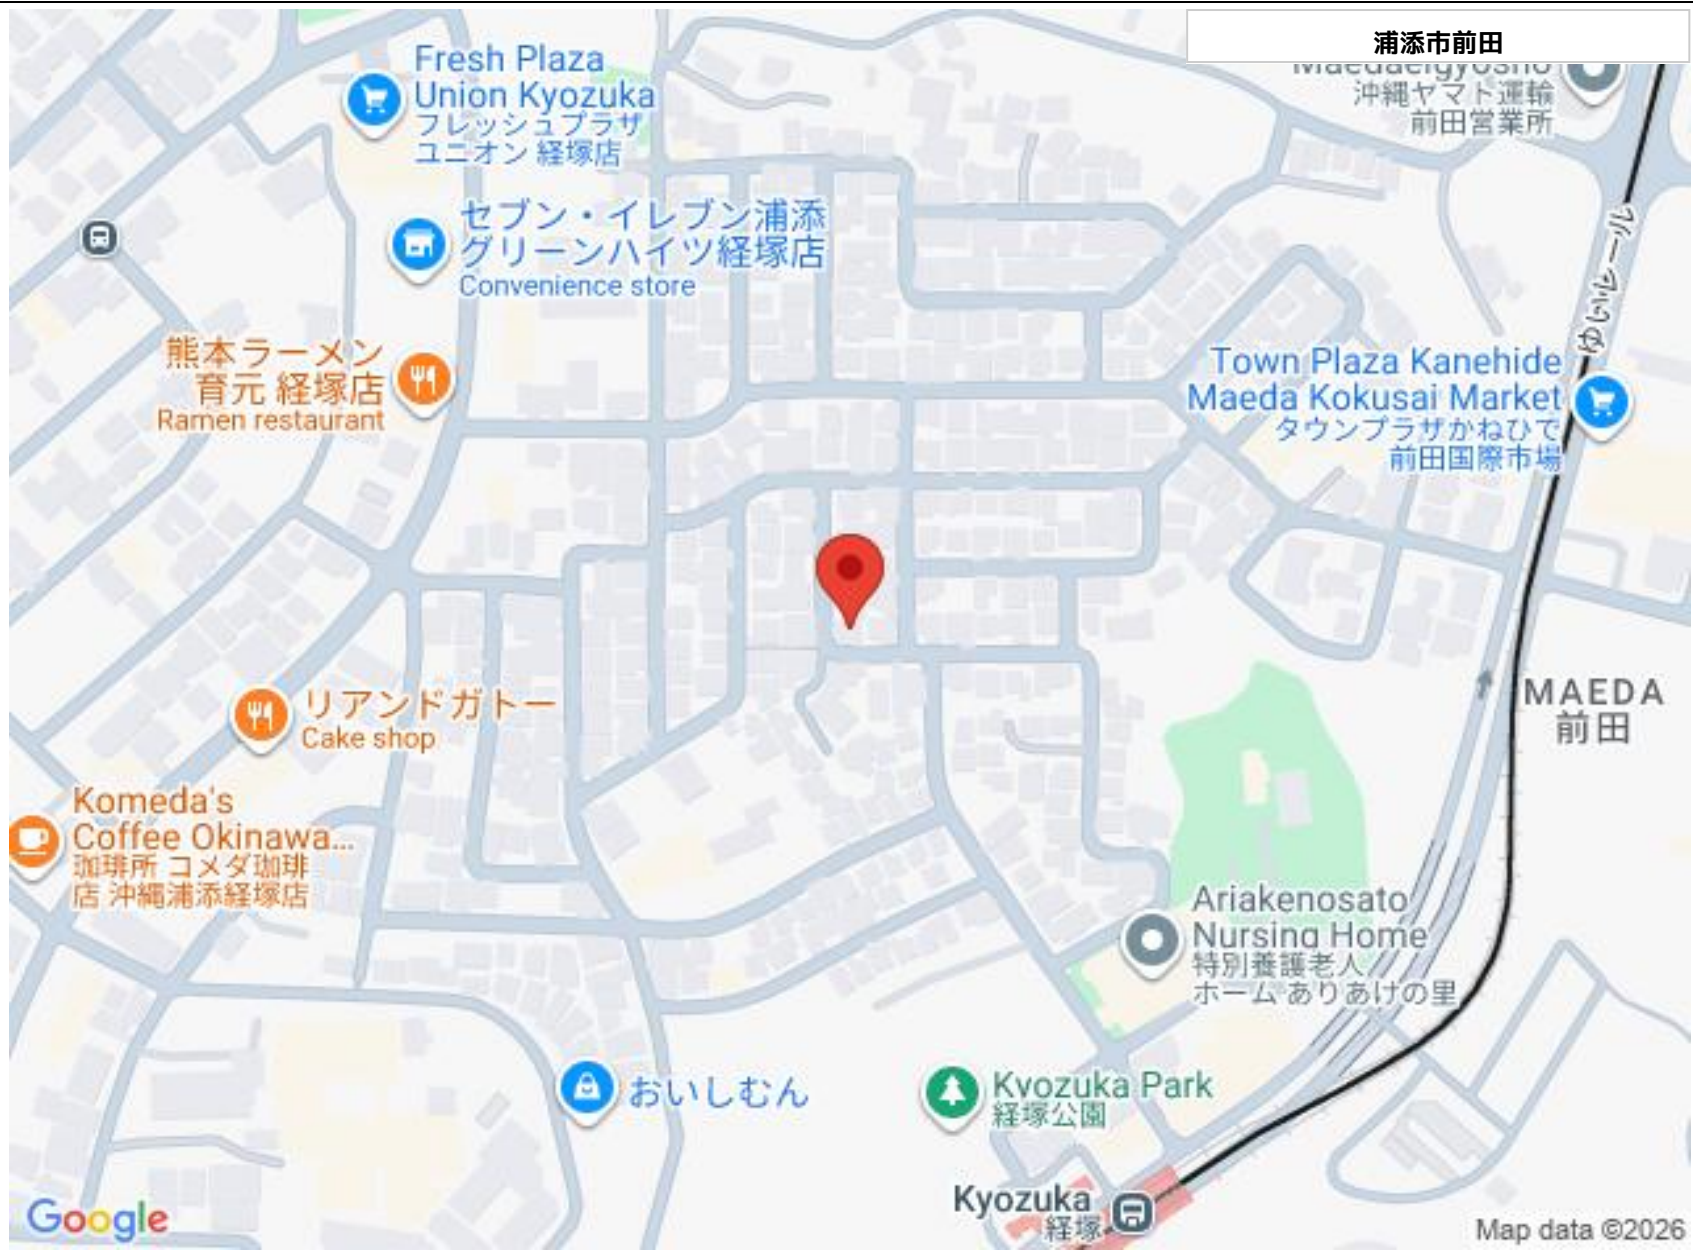 浦添市前田
Fresh Plaza
Union Kyozuka
フレッシュプラザ
ユニオン 経塚店
Maedaeigyosho
沖縄ヤマト運輸
前田営業所
セブン・イレブン浦添
グリーンハイツ経塚店
Convenience store
ゆいレール
熊本ラーメン
育元 経塚店
Ramen restaurant
Town Plaza Kanehide
Maeda Kokusai Market
タウンプラザかねひで
前田国際市場
MAEDA
前田
リアンドガトー
Cake shop
Komeda's
Coffee Okinawa...
珈琲所 コメダ珈琲
店 沖縄浦添経塚店
Ariakenosato
Nursing Home
特別養護老人
ホーム ありあけの里
おいしむん
Kyozuka Park
経塚公園
Kyozuka
経塚
Google
Map data ©2026